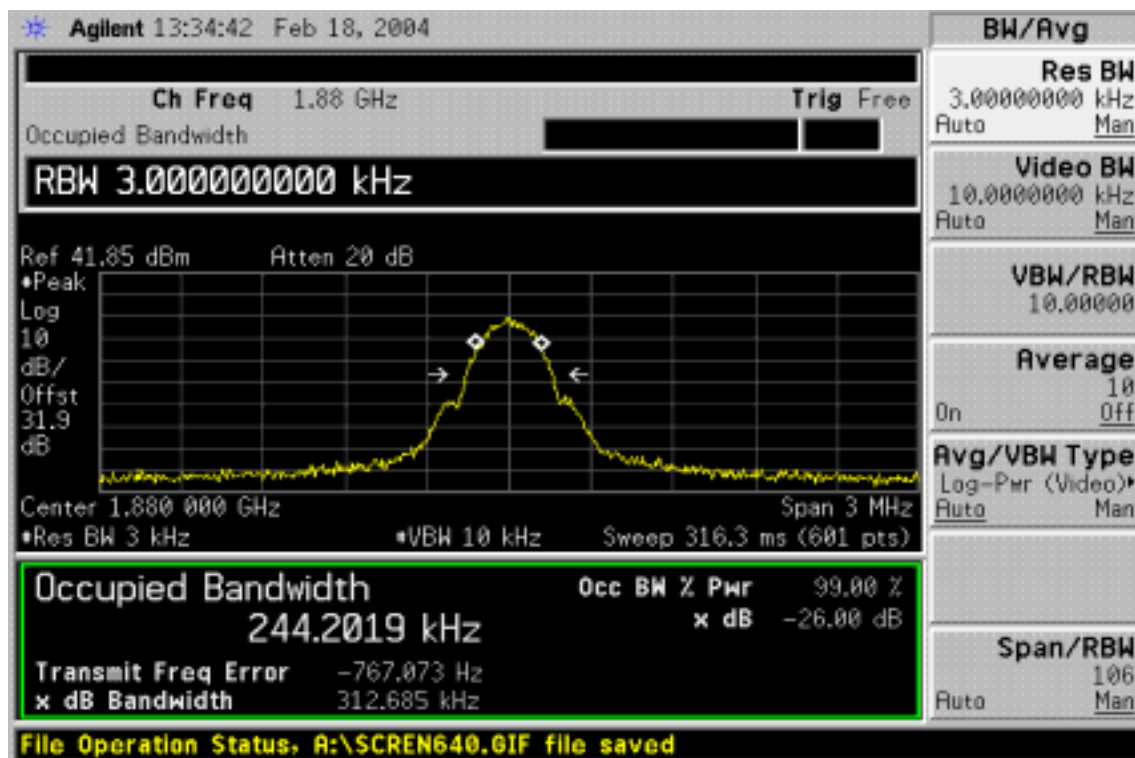 Agilent 13:34:42 Feb 18, 2004
BW/Avg
Ch Freq 1.88 GHz Trig Free
Occupied Bandwidth
RBW 3.000000000 kHz
Ref 41.85 dBm Atten 20 dB
Peak
Log
10
dB/
Offst
31.9
dB
Center 1.880 000 GHz Span 3 MHz
Res BW 3 kHz VBW 10 kHz Sweep 316.3 ms (601 pts)
Occupied Bandwidth
244.2019 kHz
Occ BW % Pwr 99.00 %
x dB -26.00 dB
Transmit Freq Error -767.073 Hz
x dB Bandwidth 312.685 kHz
File Operation Status, A:\SCREN640.GIF file saved
Res BW
3.00000000 kHz
Auto Man
Video BW
10.0000000 kHz
Auto Man
VBW/RBW
10.00000
Average
10
On Off
Avg/VBW Type
Log-Pwr (Video)
Auto Man
Span/RBW
106
Auto Man